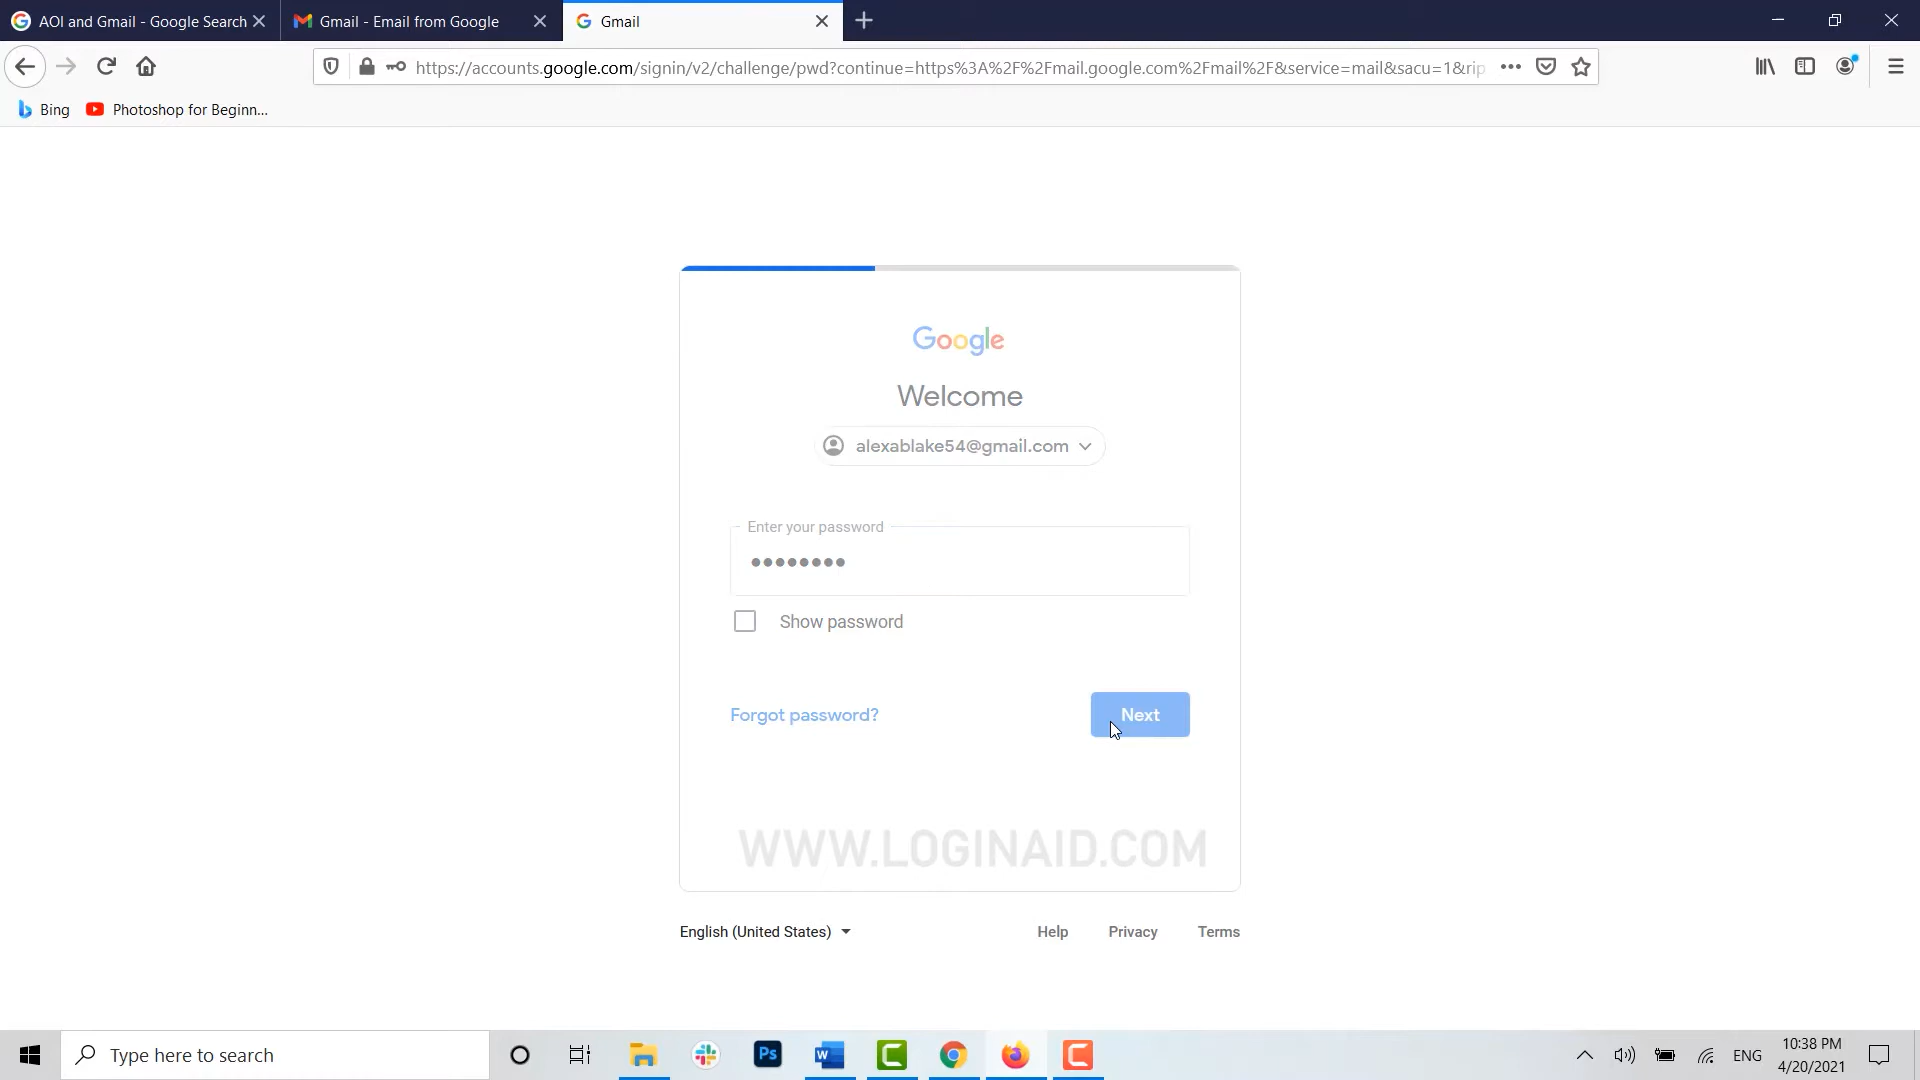 AOI and Gmail - Google Search
Gmail - Email from Google
Gmail
https://accounts.google.com/signin/v2/challenge/pwd?continue=https%3A%2F%2Fmail.google.com%2Fmail%2F&service=mail&sacu=1&rip
Bing
Photoshop for Beginn...
Google
Welcome
alexablake54@gmail.com
Enter your password
Show password
Forgot password?
Next
WWW.LOGINAID.COM
English (United States)
Help
Privacy
Terms
Type here to search
Ps
ENG
10:38 PM
4/20/2021